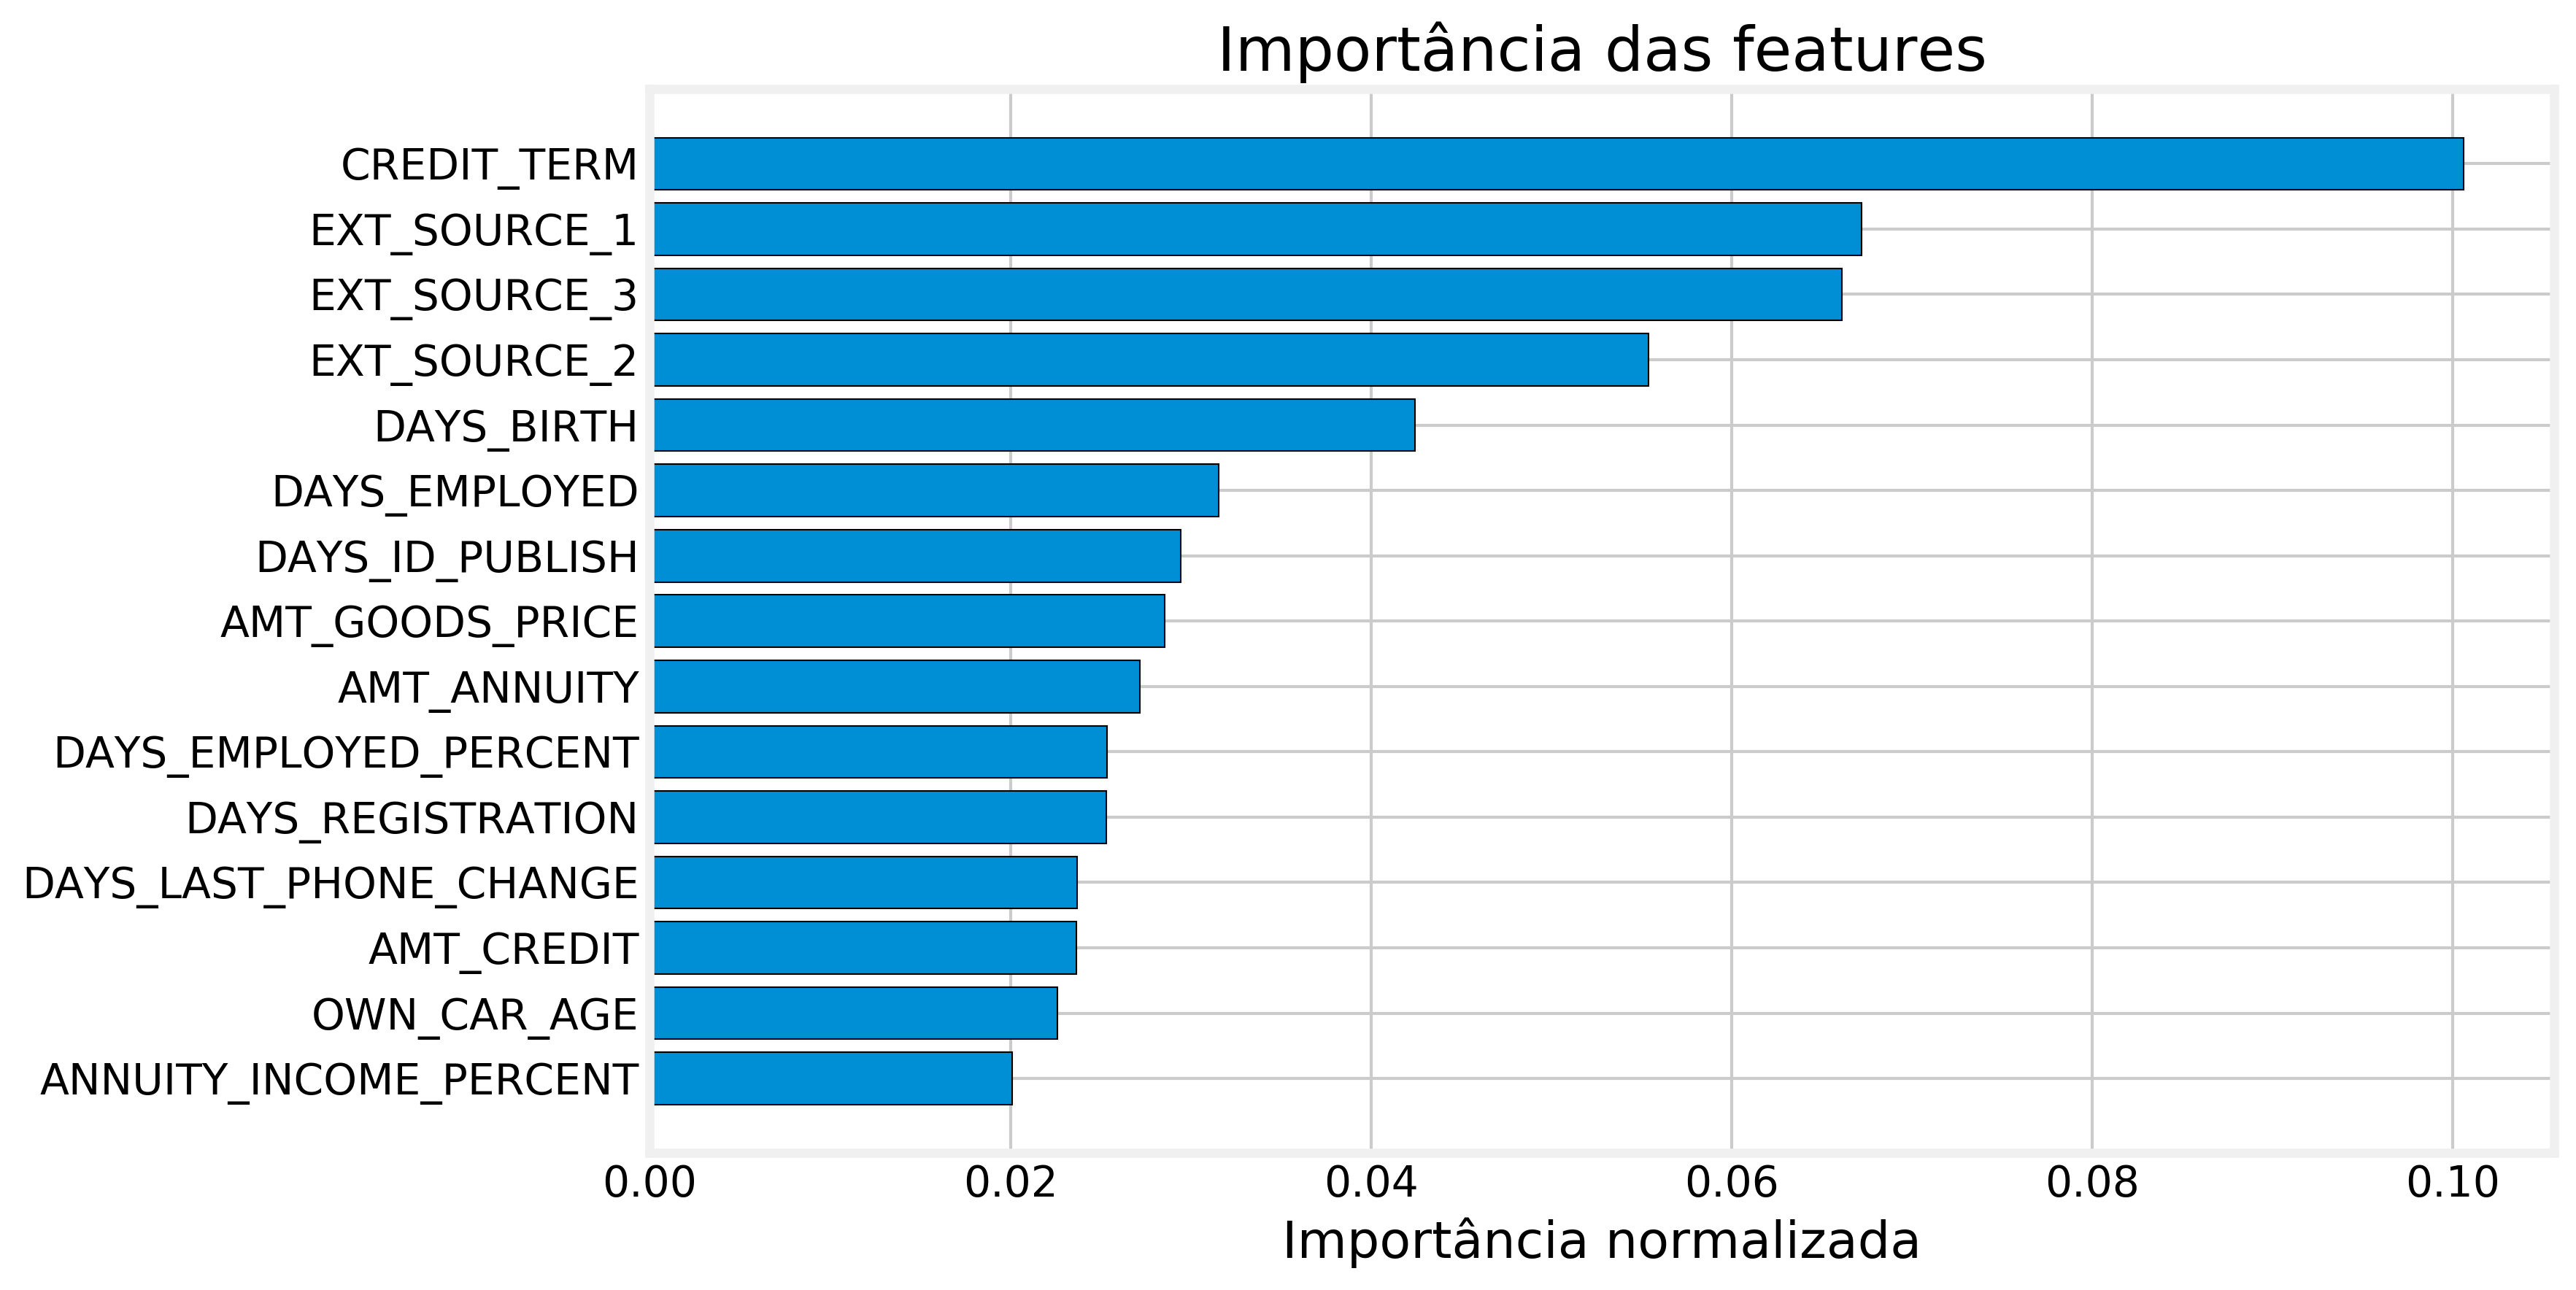 Importância das features
CREDIT_TERM
EXT_SOURCE_1
EXT_SOURCE_3
EXT_SOURCE_2
DAYS_BIRTH
DAYS_EMPLOYED
DAYS_ID_PUBLISH
AMT_GOODS_PRICE
AMT_ANNUITY
DAYS_EMPLOYED_PERCENT
DAYS_REGISTRATION
DAYS_LAST_PHONE_CHANGE
AMT_CREDIT
OWN_CAR_AGE
ANNUITY_INCOME_PERCENT
0.00 0.02 0.04 0.06 0.08 0.10
Importância normalizada